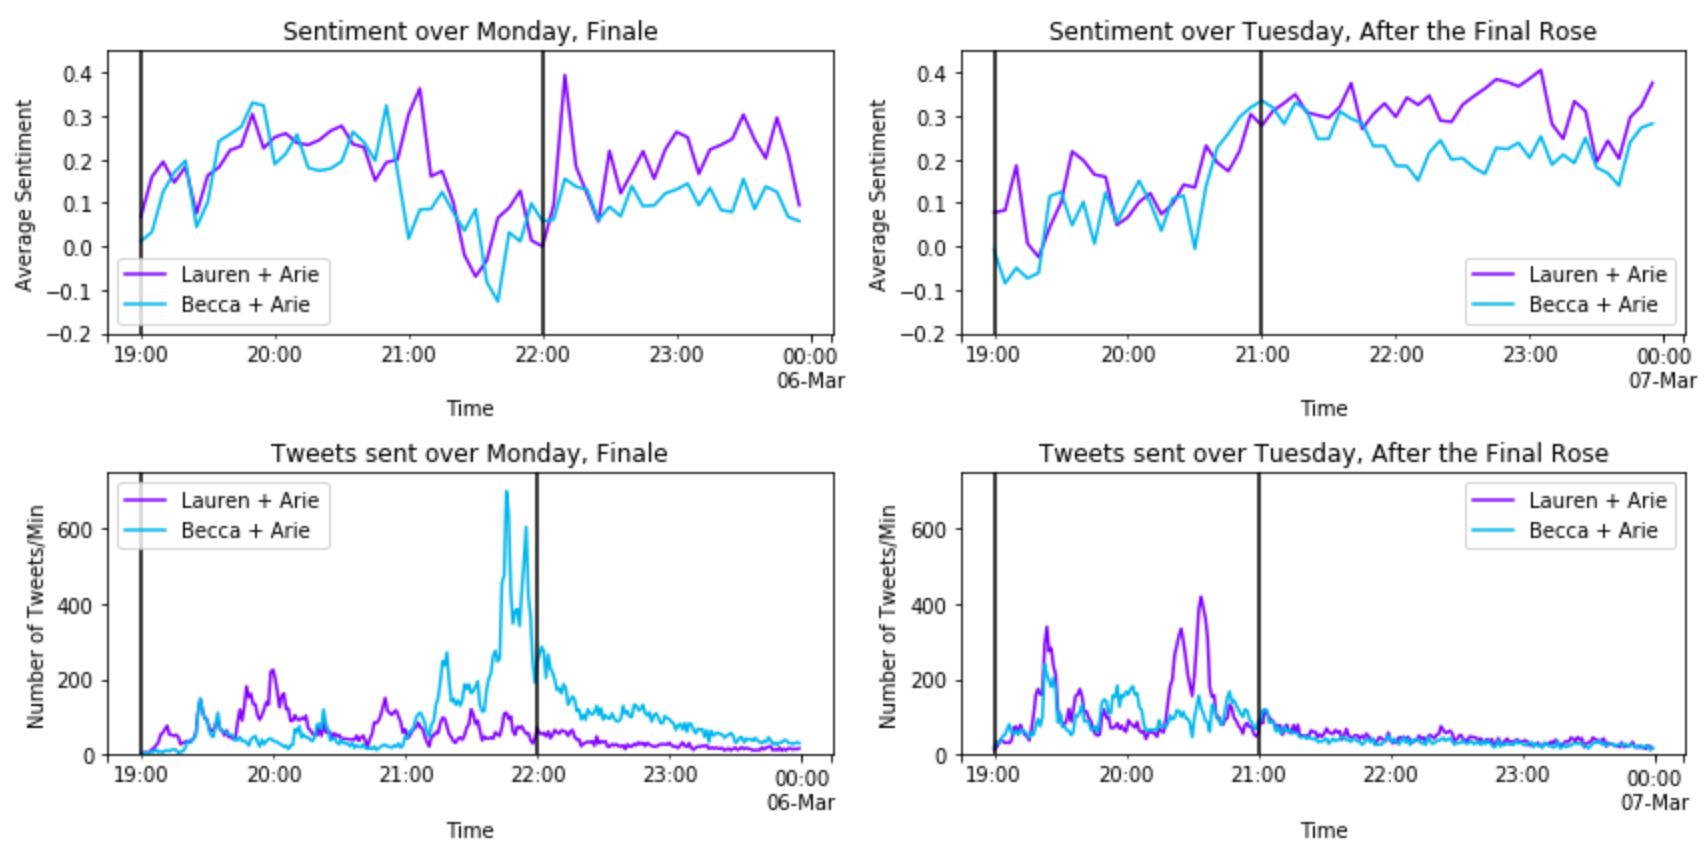 Sentiment over Monday, Finale
Average Sentiment
0.4
0.3
0.2
0.1
0.0
−0.1
−0.2
Lauren + Arie
Becca + Arie
19:00 20:00 21:00 22:00 23:00 00:00
06-Mar
Time
Sentiment over Tuesday, After the Final Rose
Average Sentiment
0.4
0.3
0.2
0.1
0.0
−0.1
−0.2
Lauren + Arie
Becca + Arie
19:00 20:00 21:00 22:00 23:00 00:00
07-Mar
Time
Tweets sent over Monday, Finale
Number of Tweets/Min
Lauren + Arie
Becca + Arie
600
400
200
0
19:00 20:00 21:00 22:00 23:00 00:00
06-Mar
Time
Tweets sent over Tuesday, After the Final Rose
Number of Tweets/Min
Lauren + Arie
Becca + Arie
600
400
200
0
19:00 20:00 21:00 22:00 23:00 00:00
07-Mar
Time